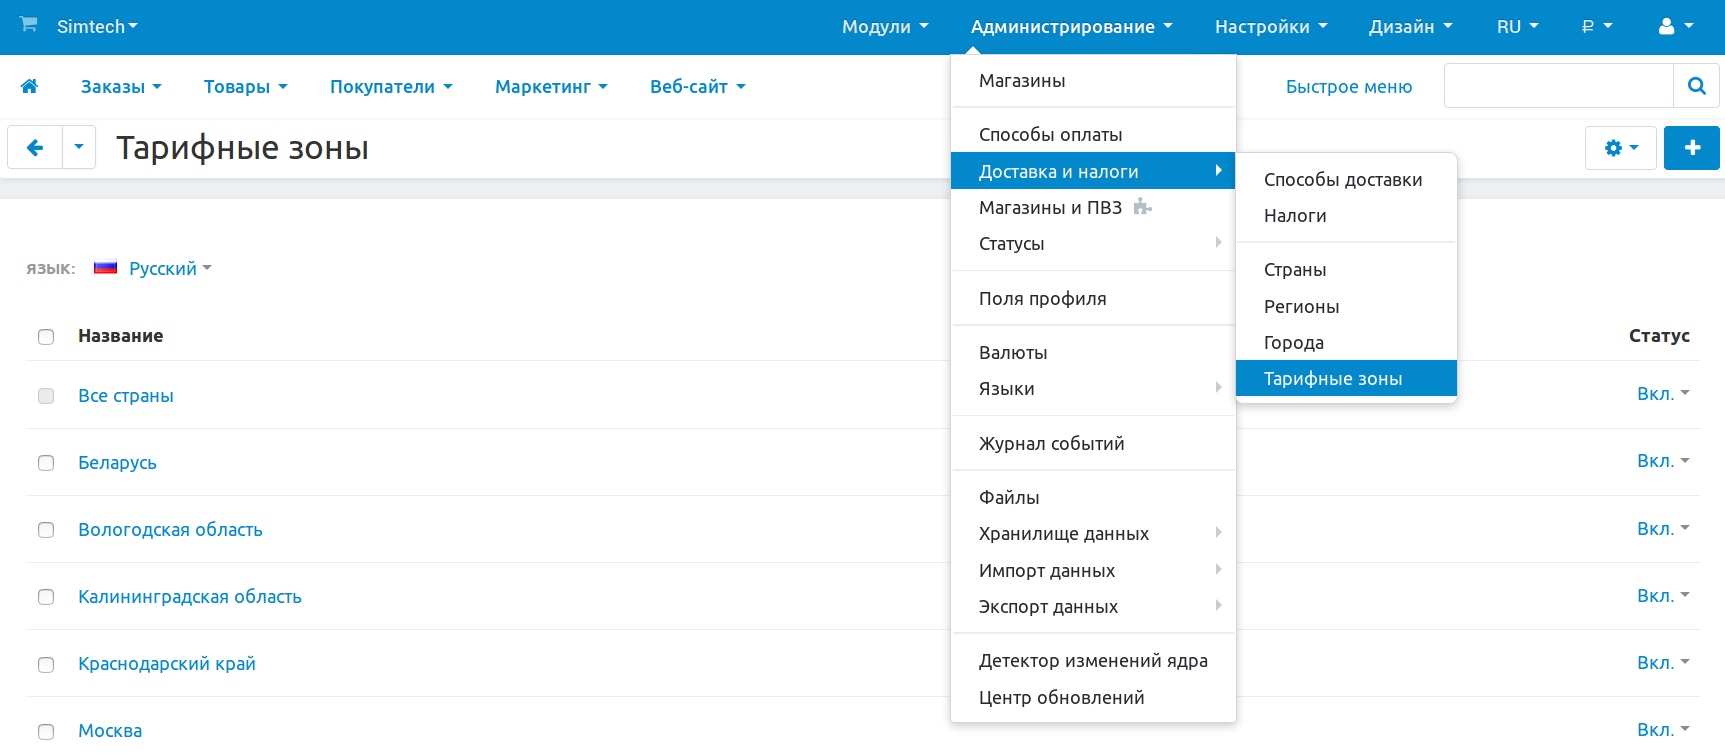 Simtech
Модули
Администрирование
Настройки
Дизайн
RU
₽
Заказы
Товары
Покупатели
Маркетинг
Веб-сайт
Быстрое меню
Тарифные зоны
Магазины
Способы оплаты
Доставка и налоги
Магазины и ПВЗ
Статусы
Поля профиля
Валюты
Языки
Журнал событий
Файлы
Хранилище данных
Импорт данных
Экспорт данных
Детектор изменений ядра
Центр обновлений
Способы доставки
Налоги
Страны
Регионы
Города
Тарифные зоны
язык: Русский
Название Статус
Все страны Вкл.
Беларусь Вкл.
Вологодская область Вкл.
Калининградская область Вкл.
Краснодарский край Вкл.
Москва Вкл.